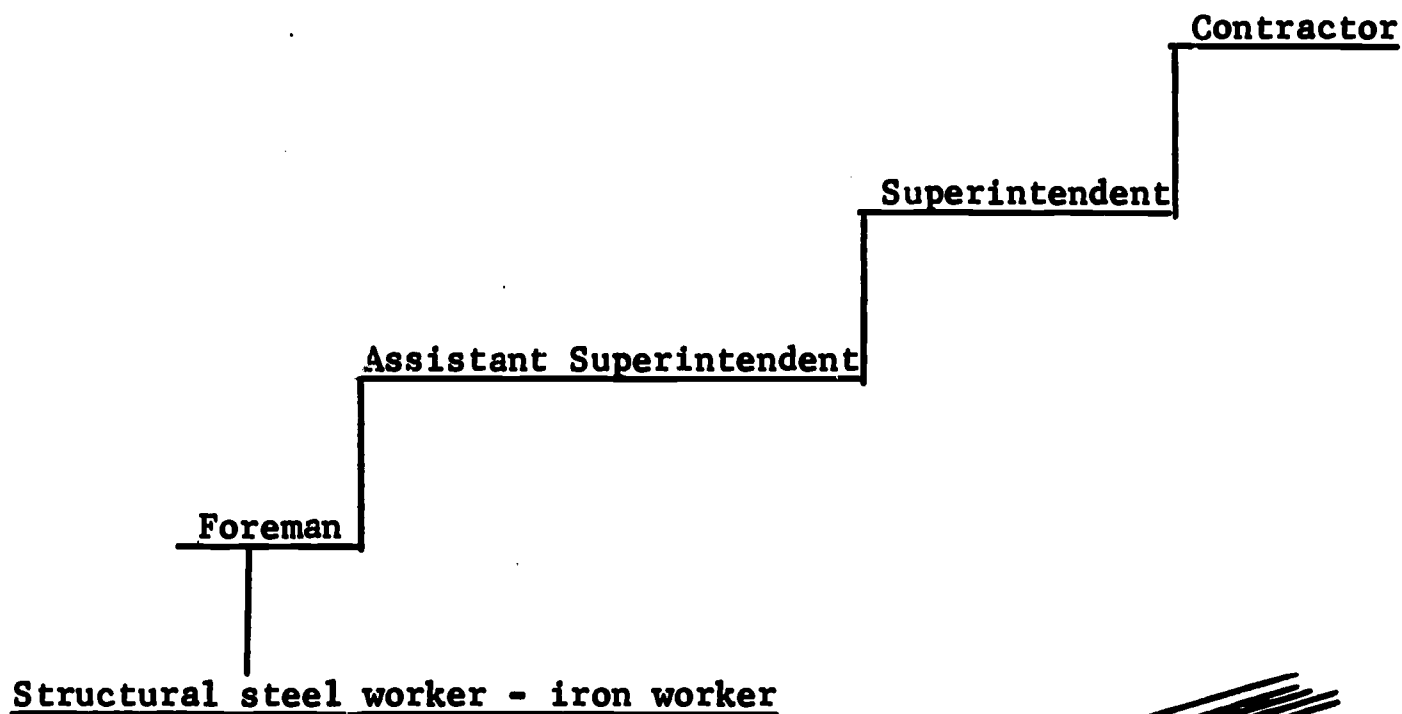 Contractor
Superintendent
Assistant Superintendent
Foreman
Structural steel worker - iron worker